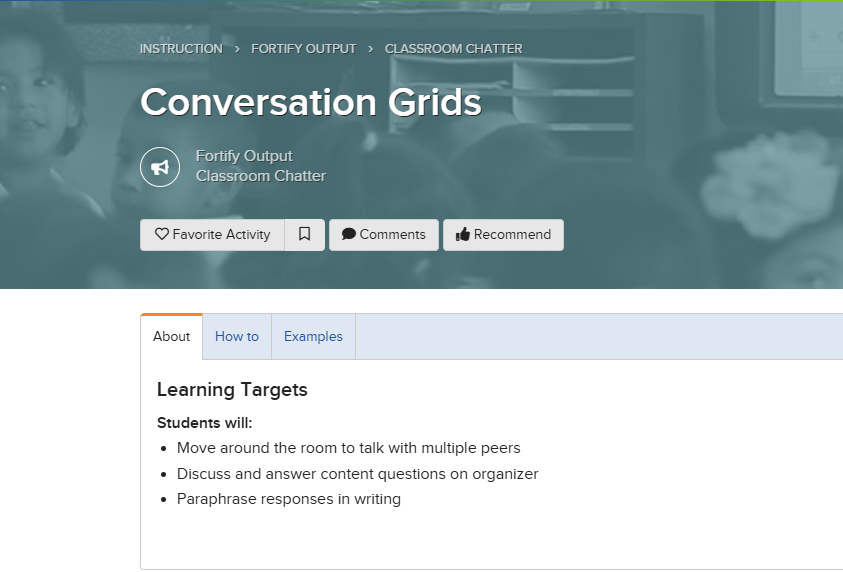 INSTRUCTION › FORTIFY OUTPUT › CLASSROOM CHATTER
Conversation Grids
Fortify Output
Classroom Chatter
Favorite Activity Comments Recommend
About How to Examples
Learning Targets
Students will:
• Move around the room to talk with multiple peers
• Discuss and answer content questions on organizer
• Paraphrase responses in writing